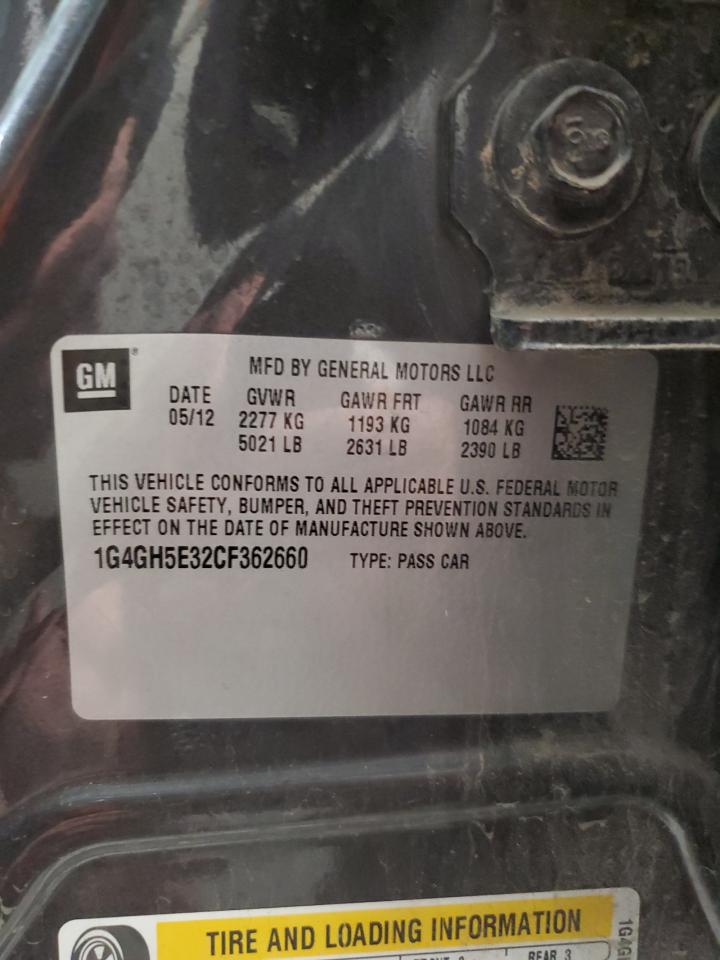 GM
MFD BY GENERAL MOTORS LLC
DATE GVWR GAWR FRT GAWR RR
05/12 2277 KG 1193 KG 1084 KG
5021 LB 2631 LB 2390 LB
THIS VEHICLE CONFORMS TO ALL APPLICABLE U.S. FEDERAL MOTOR
VEHICLE SAFETY, BUMPER, AND THEFT PREVENTION STANDARDS IN
EFFECT ON THE DATE OF MANUFACTURE SHOWN ABOVE.
1G4GH5E32CF362660 TYPE: PASS CAR
TIRE AND LOADING INFORMATION
REAR 3